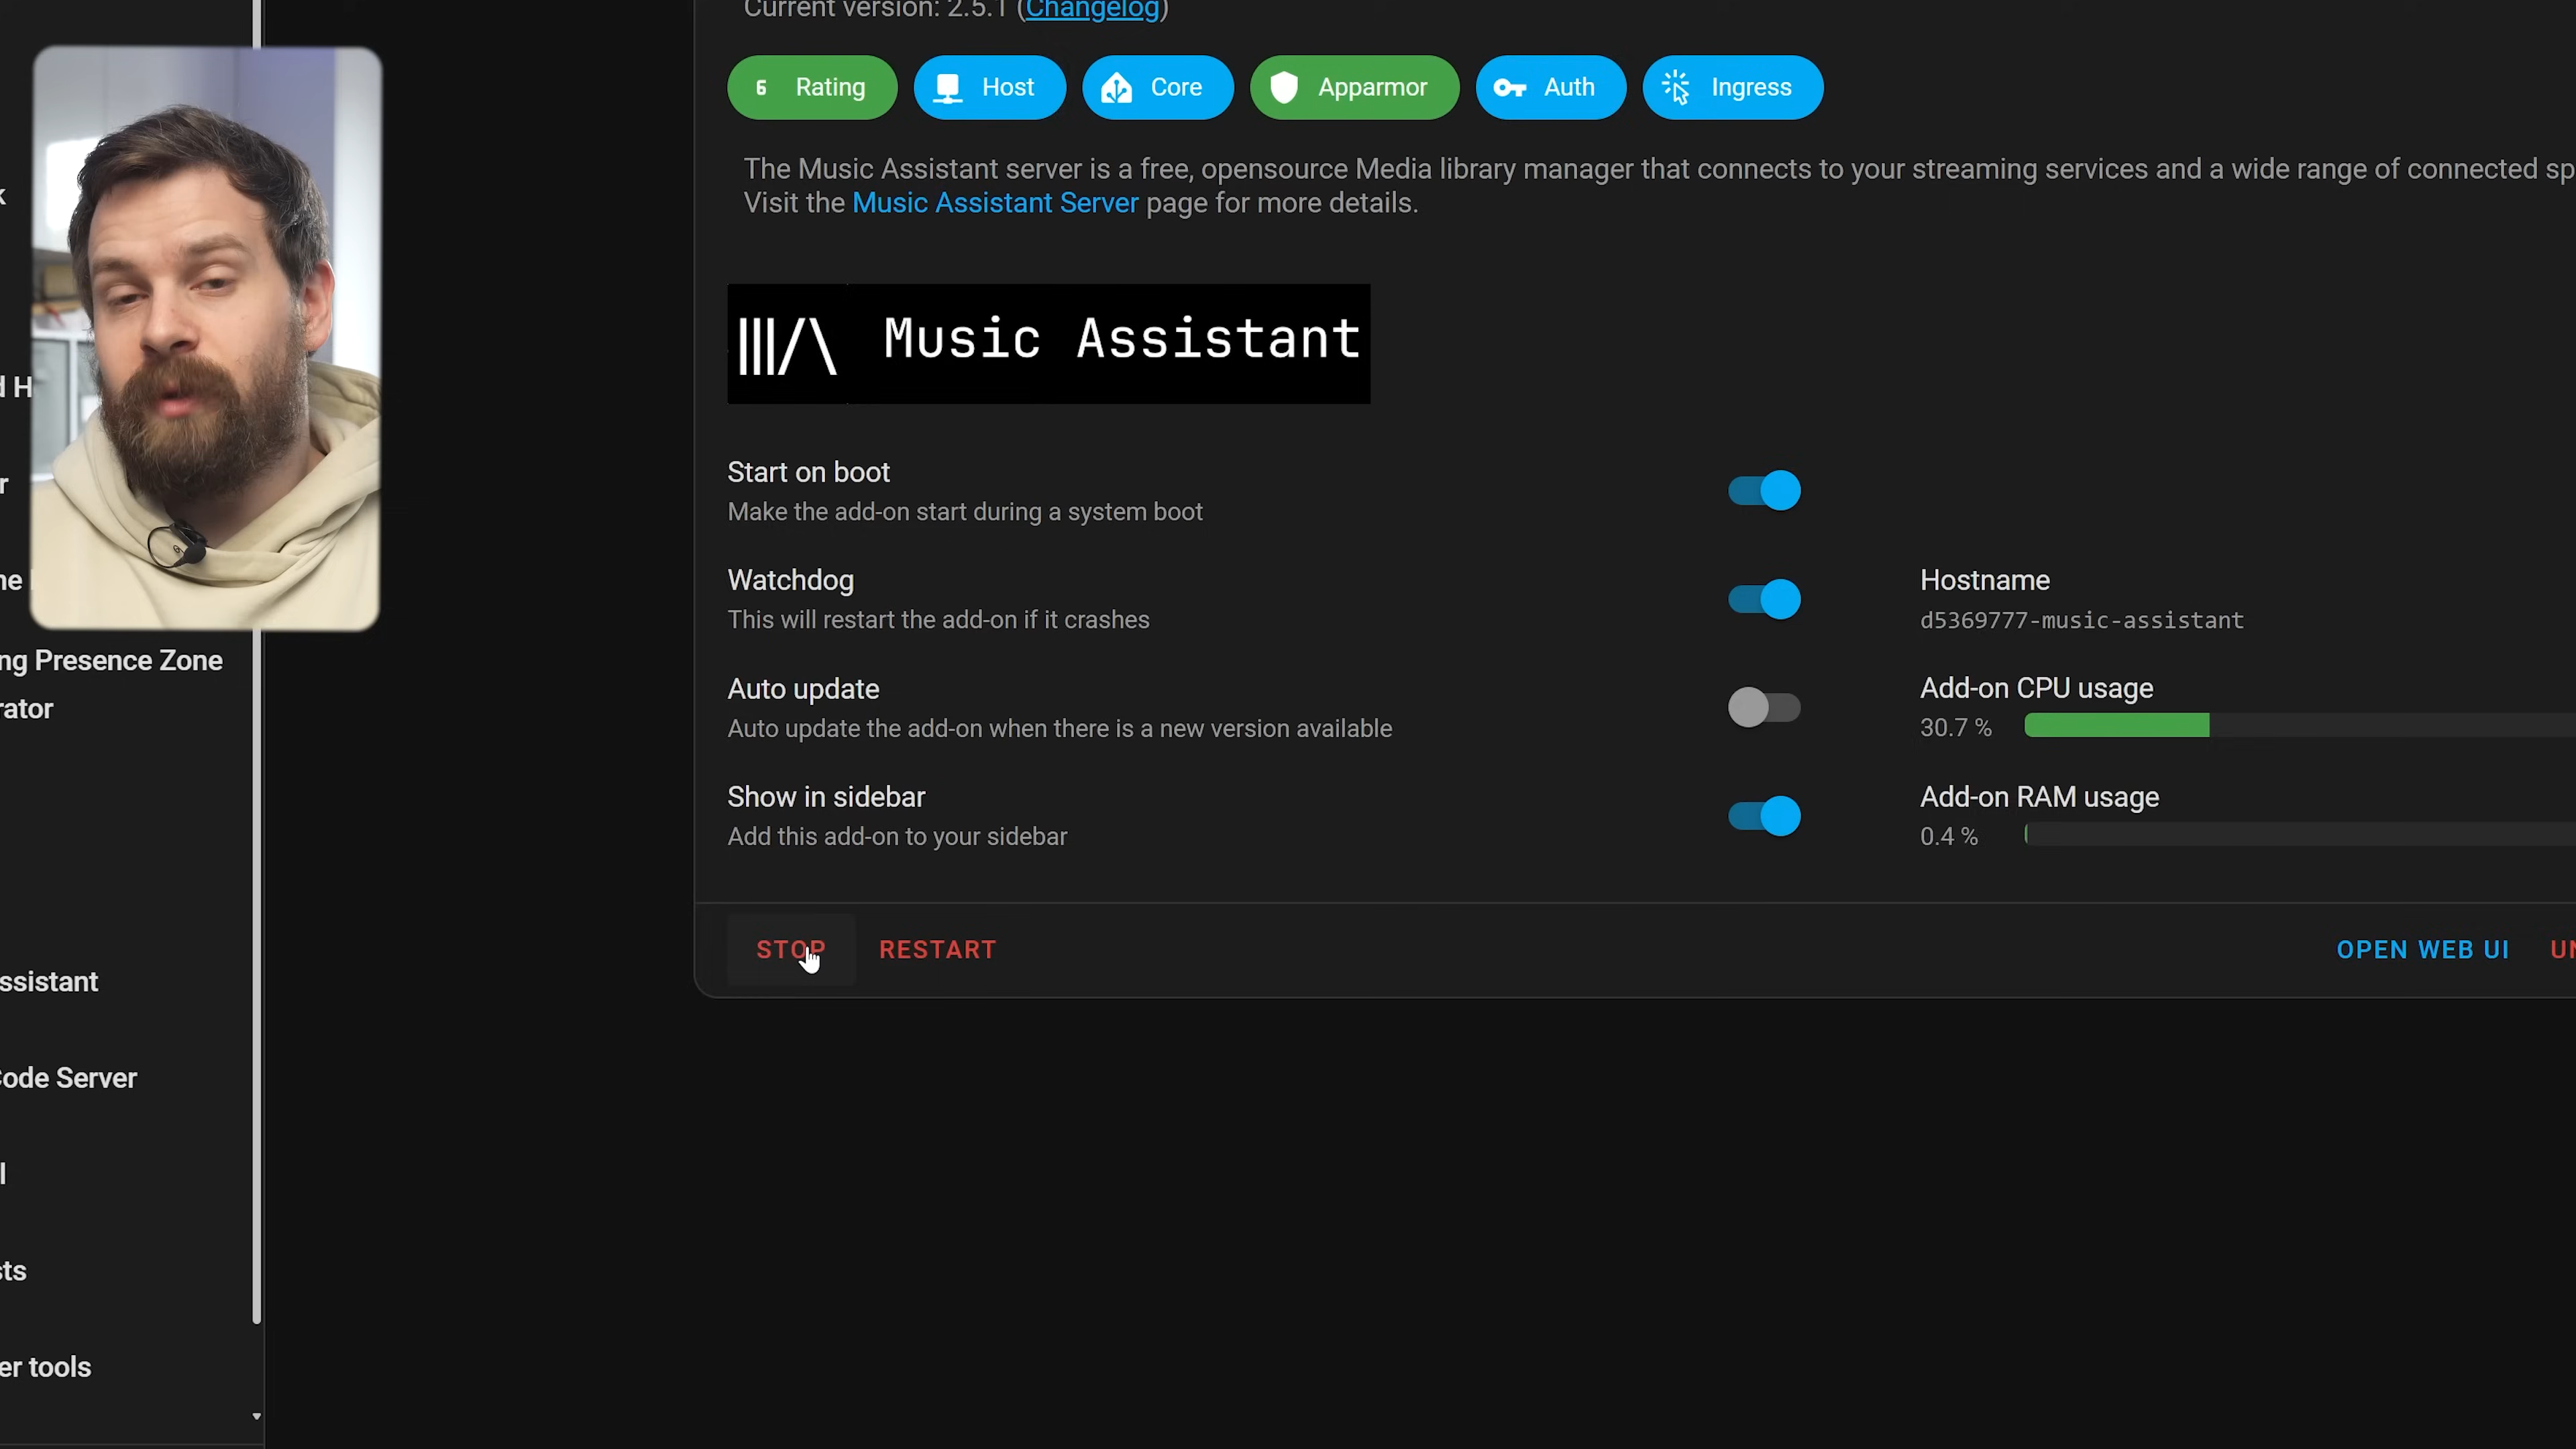 Current version: 2.5.1 (Changelog)
6 Rating Host Core Apparmor Auth Ingress
The Music Assistant server is a free, opensource Media library manager that connects to your streaming services and a wide range of connected sp
Visit the Music Assistant Server page for more details.
Music Assistant
Start on boot
Make the add-on start during a system boot
Watchdog
This will restart the add-on if it crashes
Hostname
d5369777-music-assistant
Auto update
Auto update the add-on when there is a new version available
Add-on CPU usage
30.7 %
Show in sidebar
Add this add-on to your sidebar
Add-on RAM usage
0.4 %
STOP RESTART OPEN WEB UI UN
k
d H
r
ne
ng Presence Zone
rator
ssistant
Code Server
l
sts
er tools